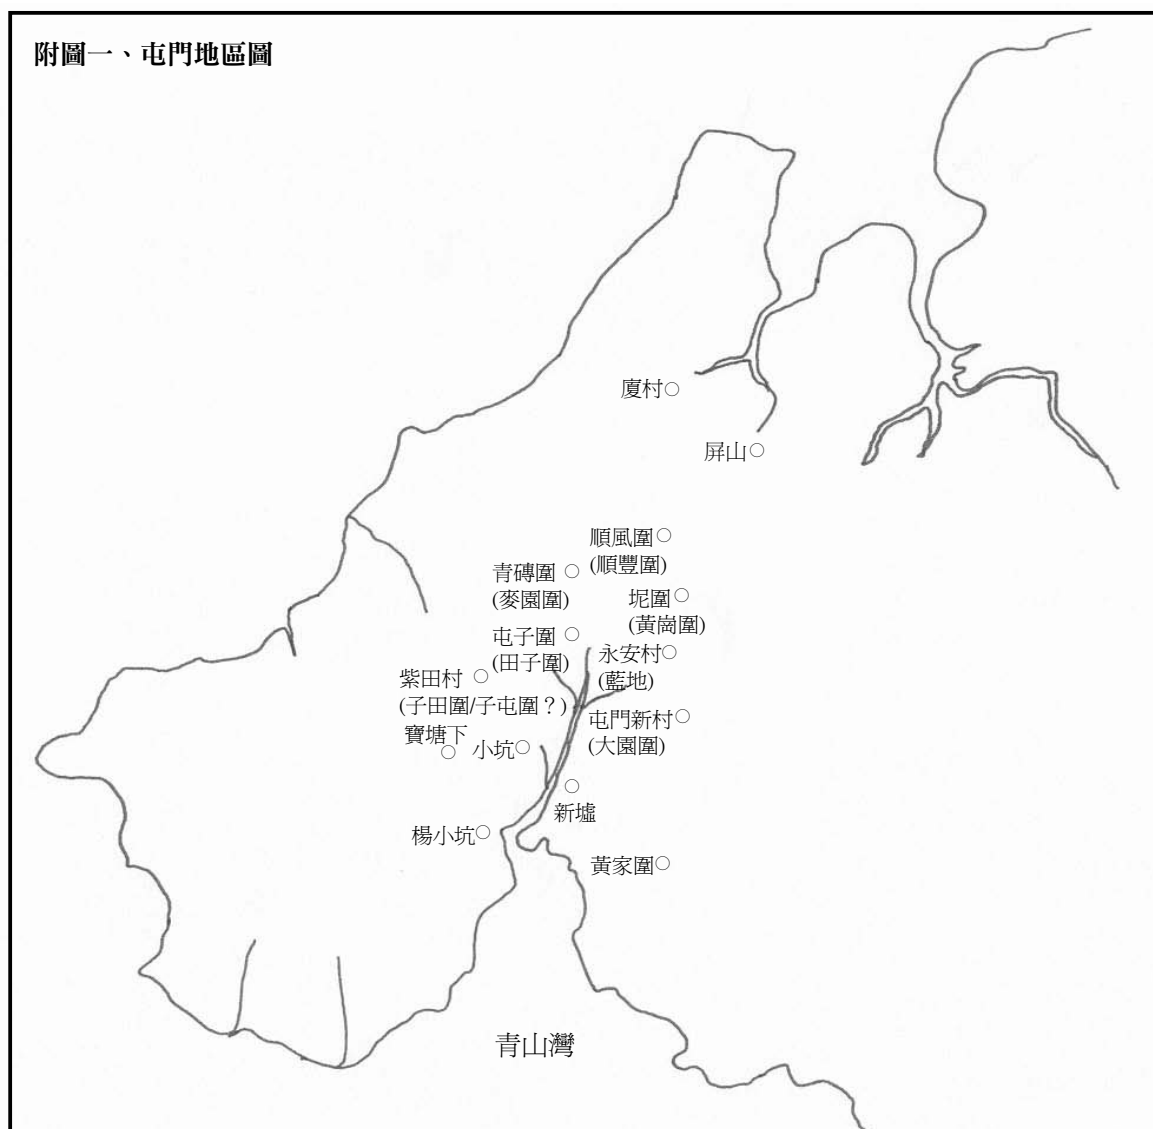 附圖一、屯門地區圖
廈村
屏山
順風圍
(順豐圍)
青磚圍
(麥園圍)
坭圍
(黃崗圍)
屯子圍
(田子圍)
永安村
(藍地)
紫田村
(子田圍/子屯圍？)
屯門新村
(大園圍)
寶塘下
小坑
新墟
楊小坑
黃家圍
青山灣